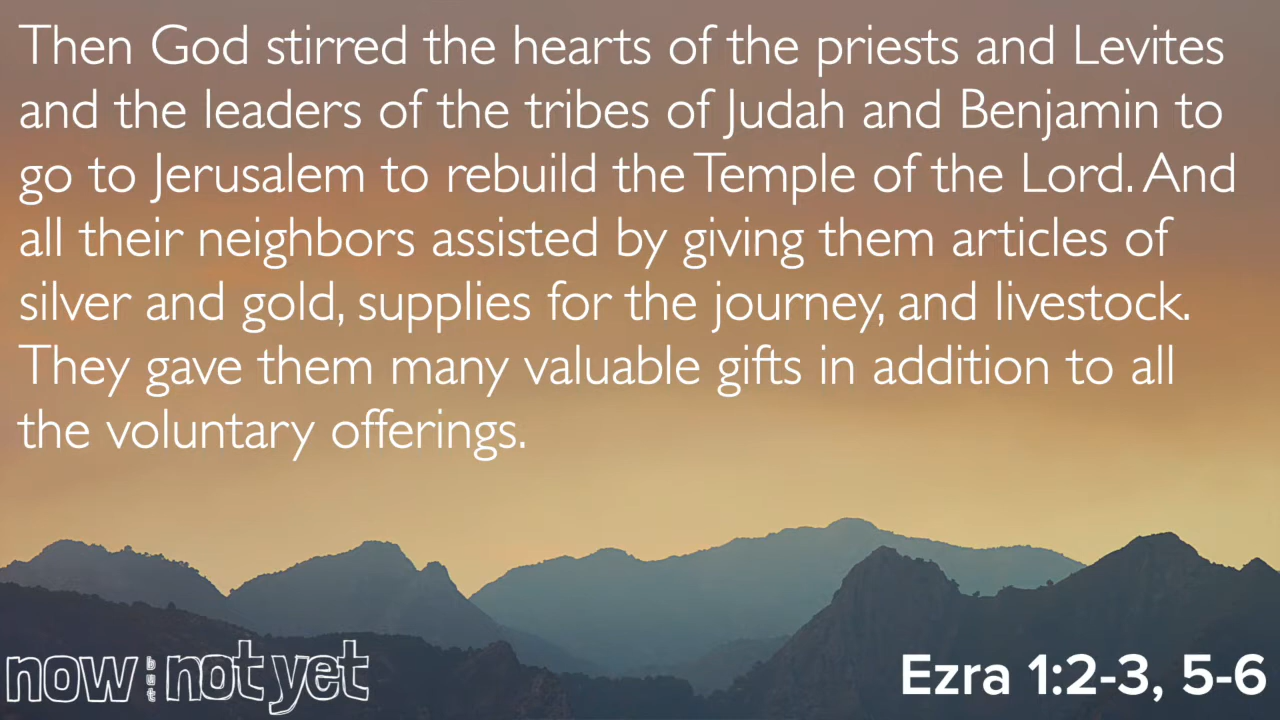 Then God stirred the hearts of the priests and Levites
and the leaders of the tribes of Judah and Benjamin to
go to Jerusalem to rebuild the Temple of the Lord. And
all their neighbors assisted by giving them articles of
silver and gold, supplies for the journey, and livestock.
They gave them many valuable gifts in addition to all
the voluntary offerings.
now but not yet
Ezra 1:2-3, 5-6